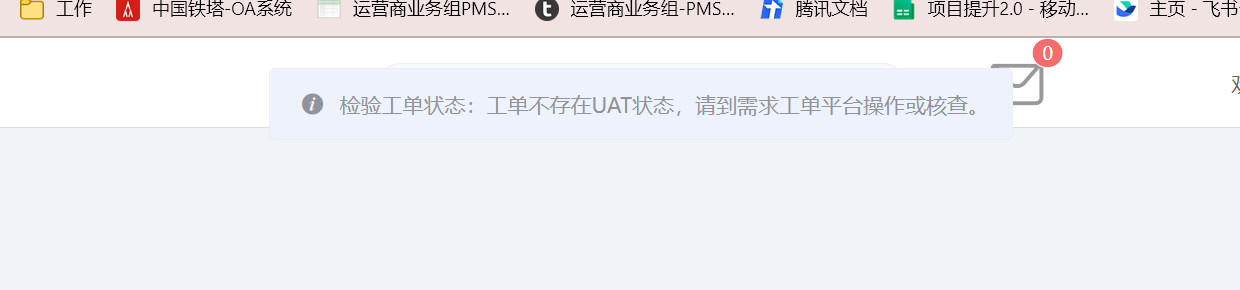 工作 中国铁塔-OA系统 运营商业务组PMS... 运营商业务组-PMS... 腾讯文档 项目提升2.0 - 移动... 主页 - 飞书
0
检验工单状态：工单不存在UAT状态，请到需求工单平台操作或核查。